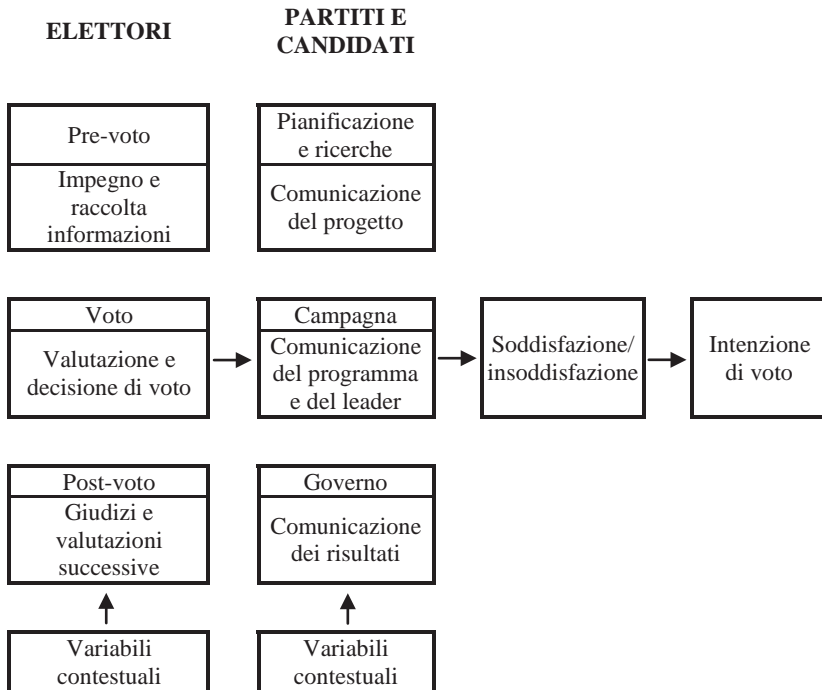 ELETTORI
PARTITI E
CANDIDATI
Pre-voto
Impegno e
raccolta
informazioni
Pianificazione
e ricerche
Comunicazione
del progetto
Voto
Valutazione e
decisione di voto
Campagna
Comunicazione
del programma
e del leader
Soddisfazione/
insoddisfazione
Intenzione
di voto
Post-voto
Giudizi e
valutazioni
successive
Governo
Comunicazione
dei risultati
Variabili
contestuali
Variabili
contestuali